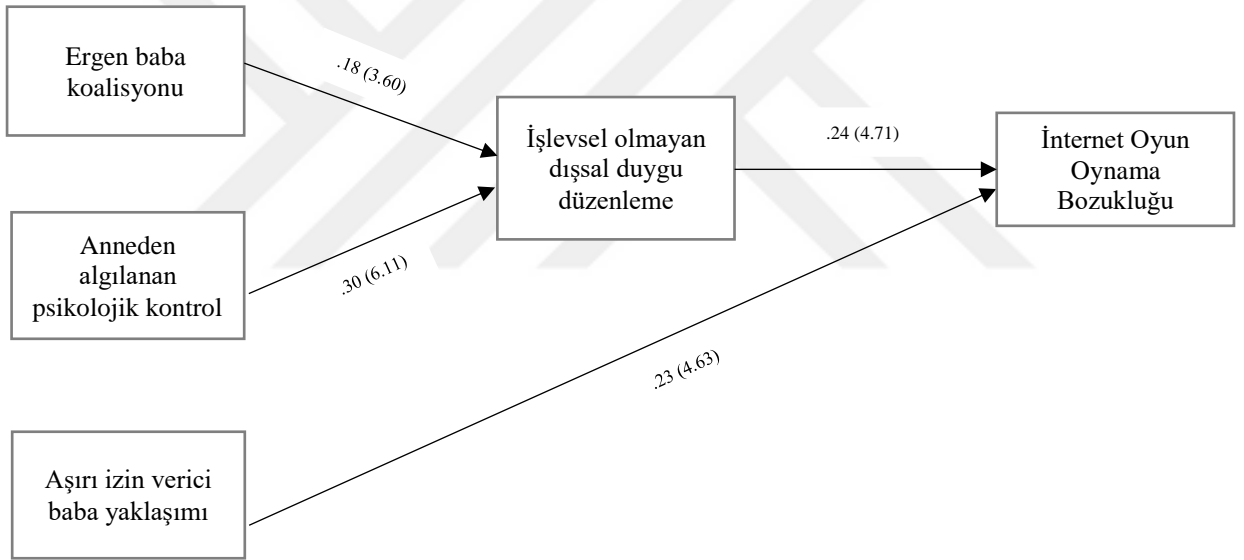 Ergen baba
koalisyonu
.18 (3.60)
İşlevsel olmayan
dışsal duygu
düzenleme
.24 (4.71)
İnternet Oyun
Oynama
Bozukluğu
Anneden
algılanan
psikolojik kontrol
.30 (6.11)
.23 (4.63)
Aşırı izin verici
baba yaklaşımı